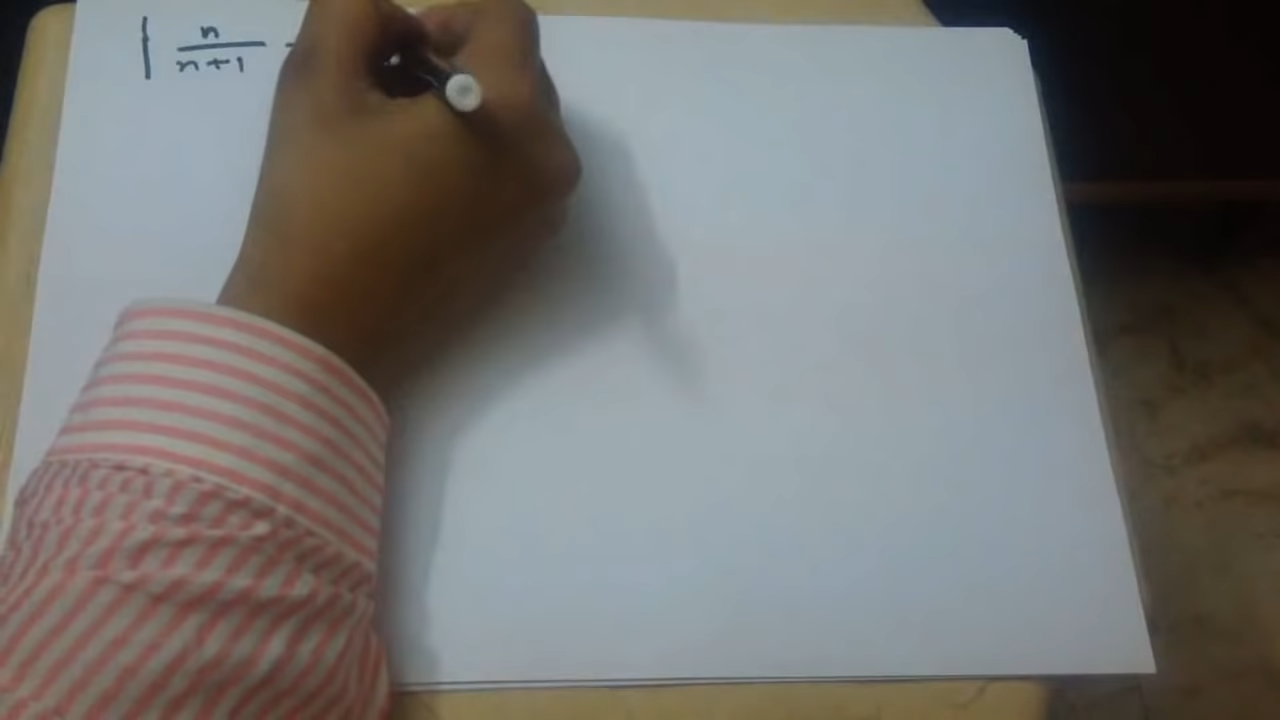 | n/(n+1) -